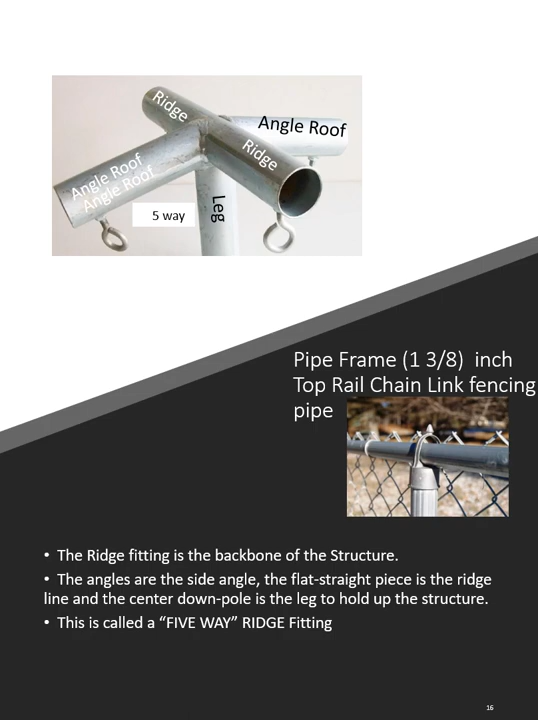 Ridge
Angle Roof
Ridge
Angle Roof
Angle Roof
Leg
5 way
Pipe Frame (1 3/8) inch
Top Rail Chain Link fencing
pipe
• The Ridge fitting is the backbone of the Structure.
• The angles are the side angle, the flat-straight piece is the ridge
line and the center down-pole is the leg to hold up the structure.
• This is called a “FIVE WAY” RIDGE Fitting
16